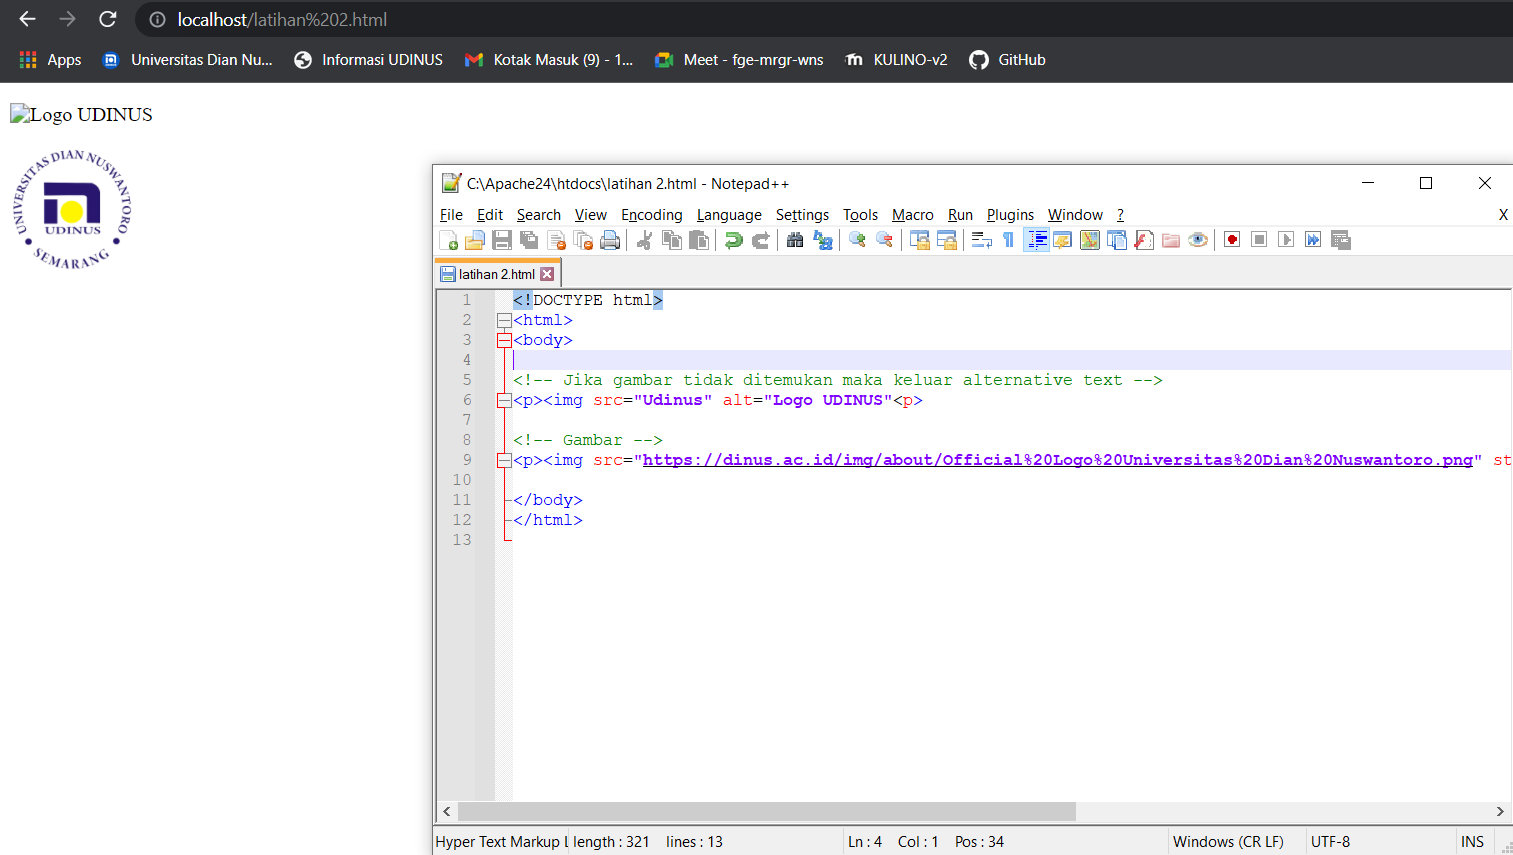 localhost/latihan%202.html
Apps Universitas Dian Nu... Informasi UDINUS Kotak Masuk (9) - 1... Meet - fge-mrgr-wns KULINO-v2 GitHub
Logo UDINUS
UNIVERSITAS DIAN NUSWANTORO
UDINUS
SEMARANG
C:\Apache24\htdocs\latihan 2.html - Notepad++
File Edit Search View Encoding Language Settings Tools Macro Run Plugins Window ? X
latihan 2.html
1 <!DOCTYPE html>
2 <html>
3 <body>
4
5 <!-- Jika gambar tidak ditemukan maka keluar alternative text -->
6 <p><img src="Udinus" alt="Logo UDINUS"<p>
7
8 <!-- Gambar -->
9 <p><img src="https://dinus.ac.id/img/about/Official%20Logo%20Universitas%20Dian%20Nuswantoro.png" st
10
11 </body>
12 </html>
13
Hyper Text Markup L length : 321 lines : 13 Ln : 4 Col : 1 Pos : 34 Windows (CR LF) UTF-8 INS